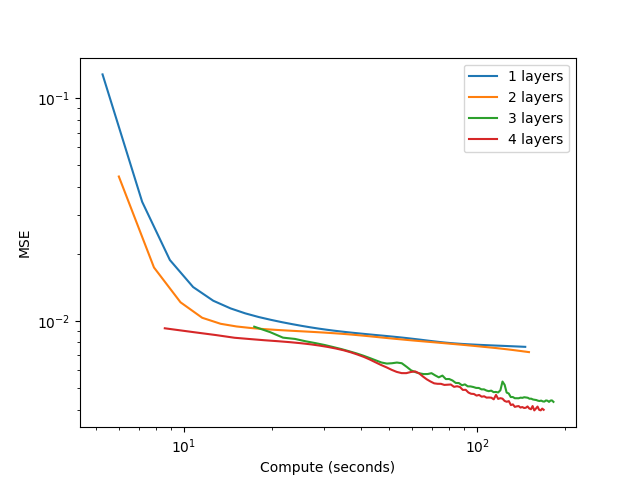 1 layers
2 layers
3 layers
4 layers
10⁻¹
10⁻²
MSE
10¹
10²
Compute (seconds)